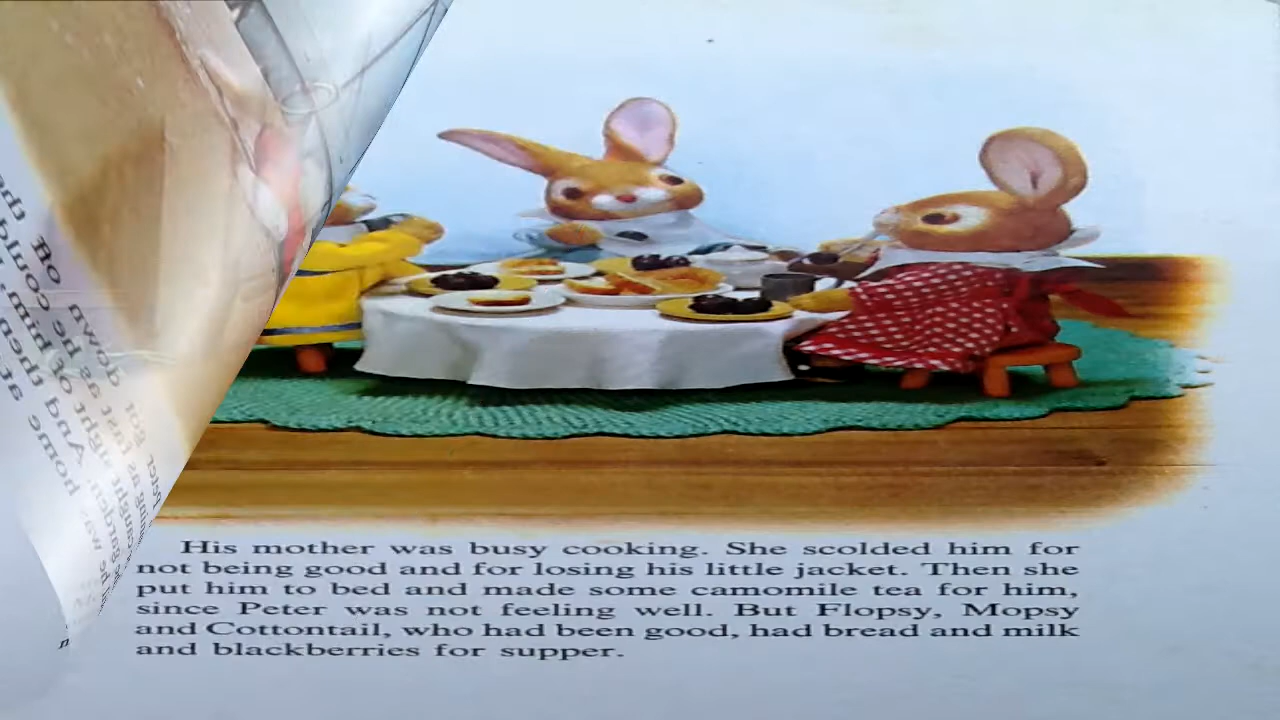 His mother was busy cooking. She scolded him for
not being good and for losing his little jacket. Then she
put him to bed and made some camomile tea for him,
since Peter was not feeling well. But Flopsy, Mopsy
and Cottontail, who had been good, had bread and milk
and blackberries for supper.